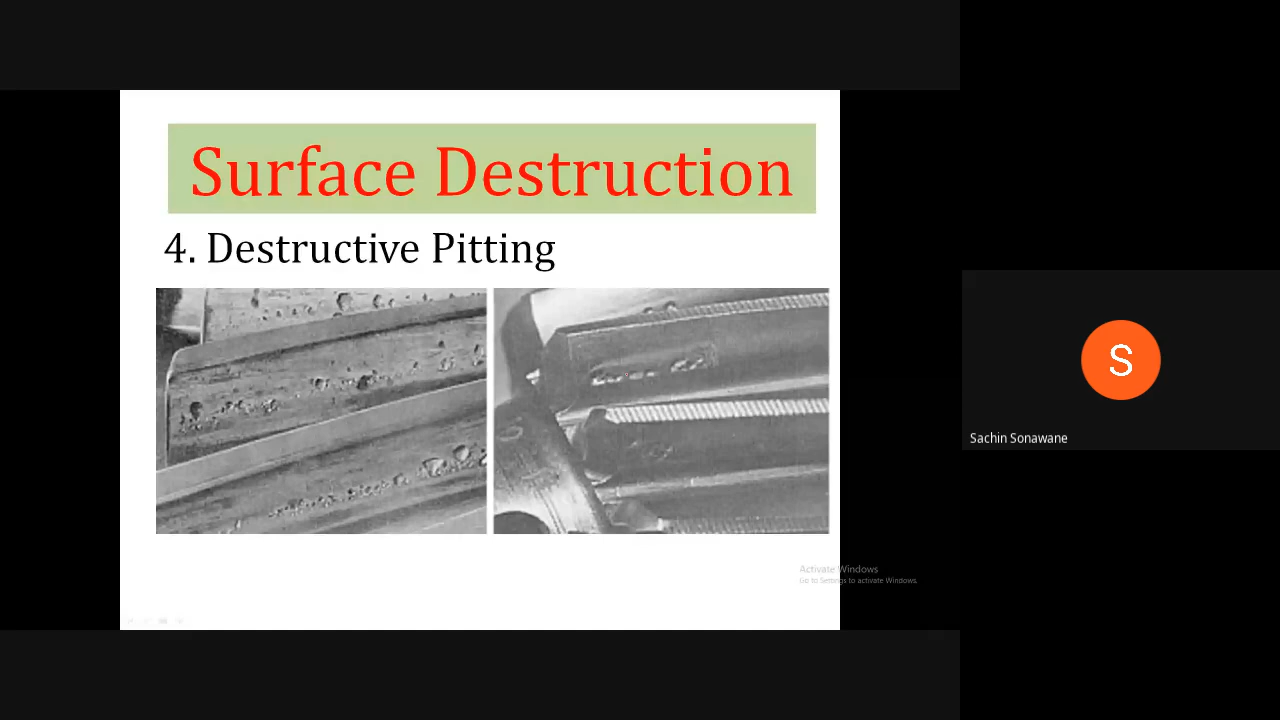 Surface Destruction
4. Destructive Pitting
S
Sachin Sonawane
Activate Windows
Go to Settings to activate Windows.